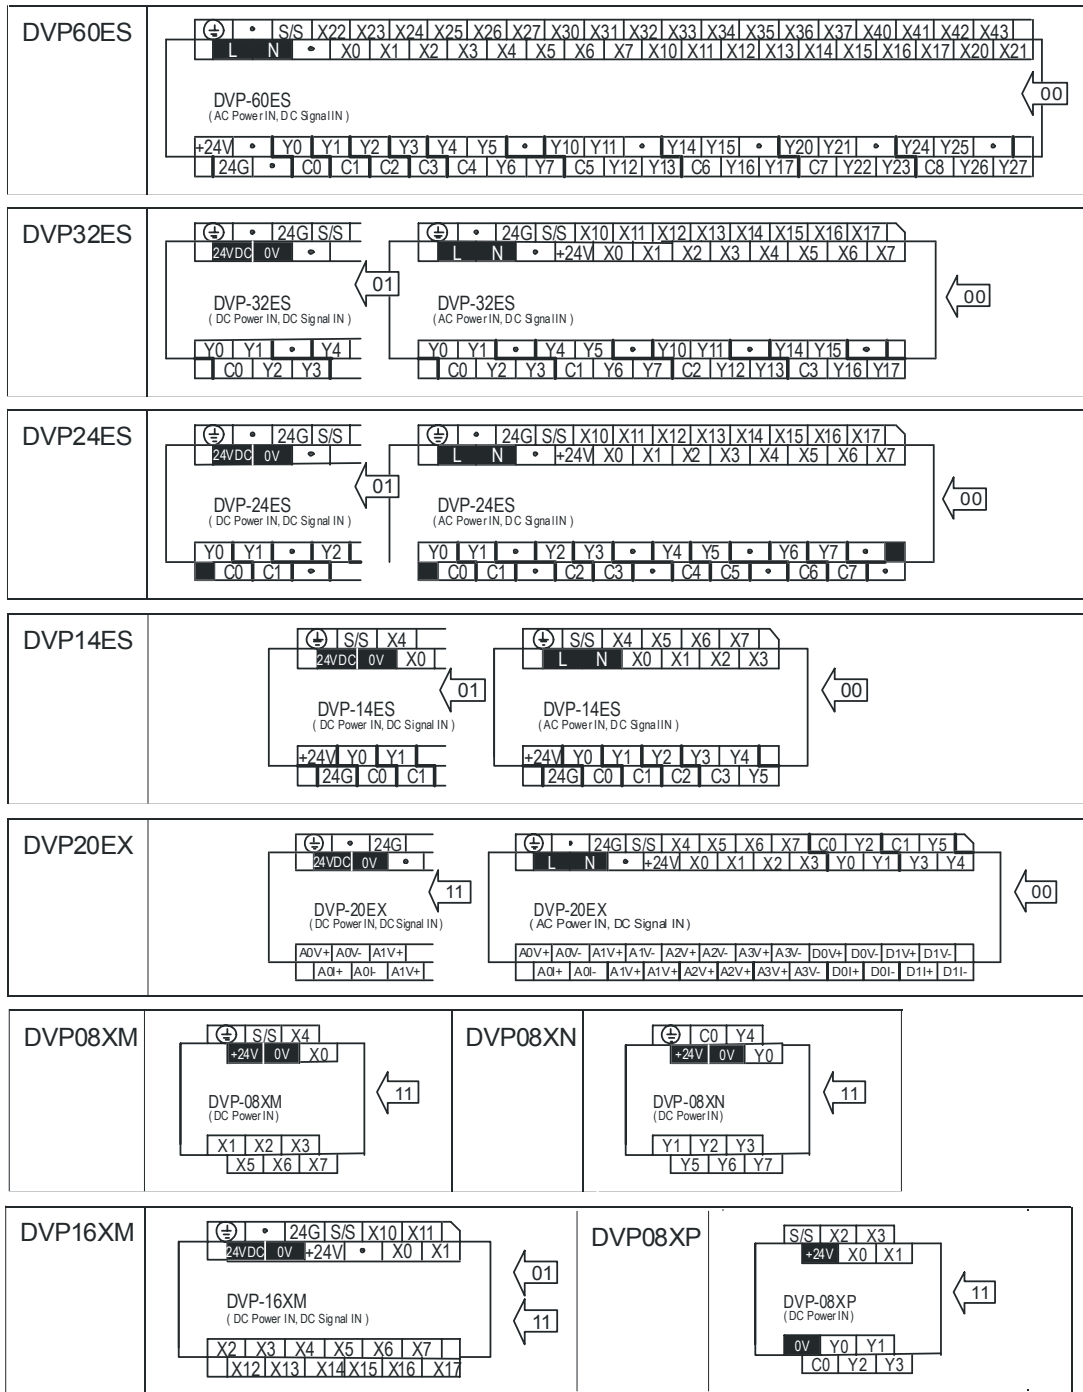 DVP60ES
S/S X22 X23 X24 X25 X26 X27 X30 X31 X32 X33 X34 X35 X36 X37 X40 X41 X42 X43
L N • X0 X1 X2 X3 X4 X5 X6 X7 X10 X11 X12 X13 X14 X15 X16 X17 X20 X21
DVP-60ES
( AC Power IN, DC Signal IN )
00
+24V • Y0 Y1 Y2 Y3 Y4 Y5 • Y10 Y11 • Y14 Y15 • Y20 Y21 • Y24 Y25 •
24G • C0 C1 C2 C3 C4 Y6 Y7 C5 Y12 Y13 C6 Y16 Y17 C7 Y22 Y23 C8 Y26 Y27
DVP32ES
• • 24G S/S
24VDC 0V •
DVP-32ES
( DC Power IN, DC Signal IN )
01
Y0 Y1 • Y4
C0 Y2 Y3
• 24G S/S X10 X11 X12 X13 X14 X15 X16 X17
L N • +24V X0 X1 X2 X3 X4 X5 X6 X7
DVP-32ES
(AC Power IN, DC Signal IN )
00
Y0 Y1 • Y4 Y5 • Y10 Y11 • Y14 Y15 •
C0 Y2 Y3 C1 Y6 Y7 C2 Y12 Y13 C3 Y16 Y17
DVP24ES
• 24G S/S
24VDC 0V •
DVP-24ES
( DC Power IN, DC Signal IN )
01
Y0 Y1 • Y2
C0 C1 •
• 24G S/S X10 X11 X12 X13 X14 X15 X16 X17
L N • +24V X0 X1 X2 X3 X4 X5 X6 X7
DVP-24ES
(AC Power IN, DC Signal IN )
00
Y0 Y1 • Y2 Y3 • Y4 Y5 • Y6 Y7 •
C0 C1 • C2 C3 • C4 C5 • C6 C7 •
DVP14ES
S/S X4
24VDC 0V X0
DVP-14ES
( DC Power IN, DC Signal IN )
01
+24V Y0 Y1
24G C0 C1
S/S X4 X5 X6 X7
L N X0 X1 X2 X3
DVP-14ES
(AC Power IN, DC Signal IN )
00
+24V Y0 Y1 Y2 Y3 Y4
24G C0 C1 C2 C3 Y5
DVP20EX
• 24G
24VDC 0V •
DVP-20EX
( DC Power IN, DC Signal IN )
11
A0V+ A0V- A1V+
A0I+ A0I- A1V+
• 24G S/S X4 X5 X6 X7 C0 Y2 C1 Y5
L N • +24V X0 X1 X2 X3 Y0 Y1 Y3 Y4
DVP-20EX
( AC Power IN, DC Signal IN )
00
A0V+ A0V- A1V+ A1V- A2V+ A2V- A3V+ A3V- D0V+ D0V- D1V+ D1V-
A0I+ A0I- A1V+ A1V+ A2V+ A2V+ A3V+ A3V- D0I+ D0I- D1I+ D1I-
DVP08XM
S/S X4
+24V 0V X0
DVP-08XM
( DC Power IN )
11
X1 X2 X3
X5 X6 X7
DVP08XN
C0 Y4
+24V 0V Y0
DVP-08XN
( DC Power IN )
11
Y1 Y2 Y3
Y5 Y6 Y7
DVP16XM
• 24G S/S X10 X11
24VDC 0V +24V • X0 X1
DVP-16XM
( DC Power IN, DC Signal IN )
01
11
X2 X3 X4 X5 X6 X7
X12 X13 X14 X15 X16 X17
DVP08XP
S/S X2 X3
+24V X0 X1
DVP-08XP
( DC Power IN )
11
0V Y0 Y1
C0 Y2 Y3